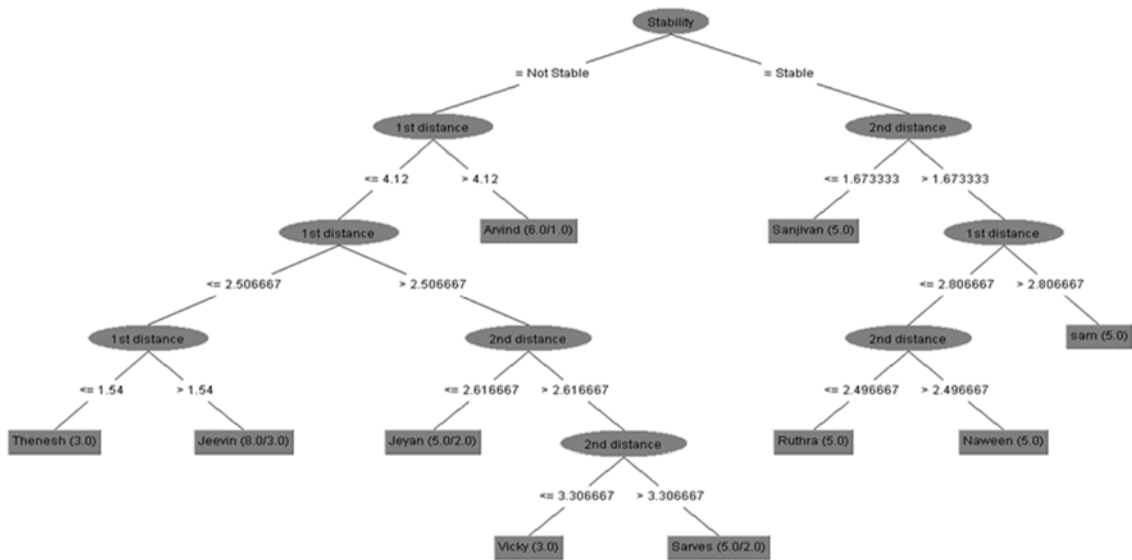 Stability
= Not Stable
= Stable
1st distance
2nd distance
<= 4.12
> 4.12
<= 1.673333
> 1.673333
1st distance
Arvind (6.0/1.0)
Sanjivan (5.0)
1st distance
<= 2.506667
> 2.506667
<= 2.806667
> 2.806667
1st distance
2nd distance
2nd distance
sam (5.0)
<= 1.54
> 1.54
<= 2.616667
> 2.616667
<= 2.496667
> 2.496667
Thenesh (3.0)
Jeevin (8.0/3.0)
Jeyan (5.0/2.0)
2nd distance
Ruthra (5.0)
Naween (5.0)
<= 3.306667
> 3.306667
Vicky (3.0)
Sarves (5.0/2.0)